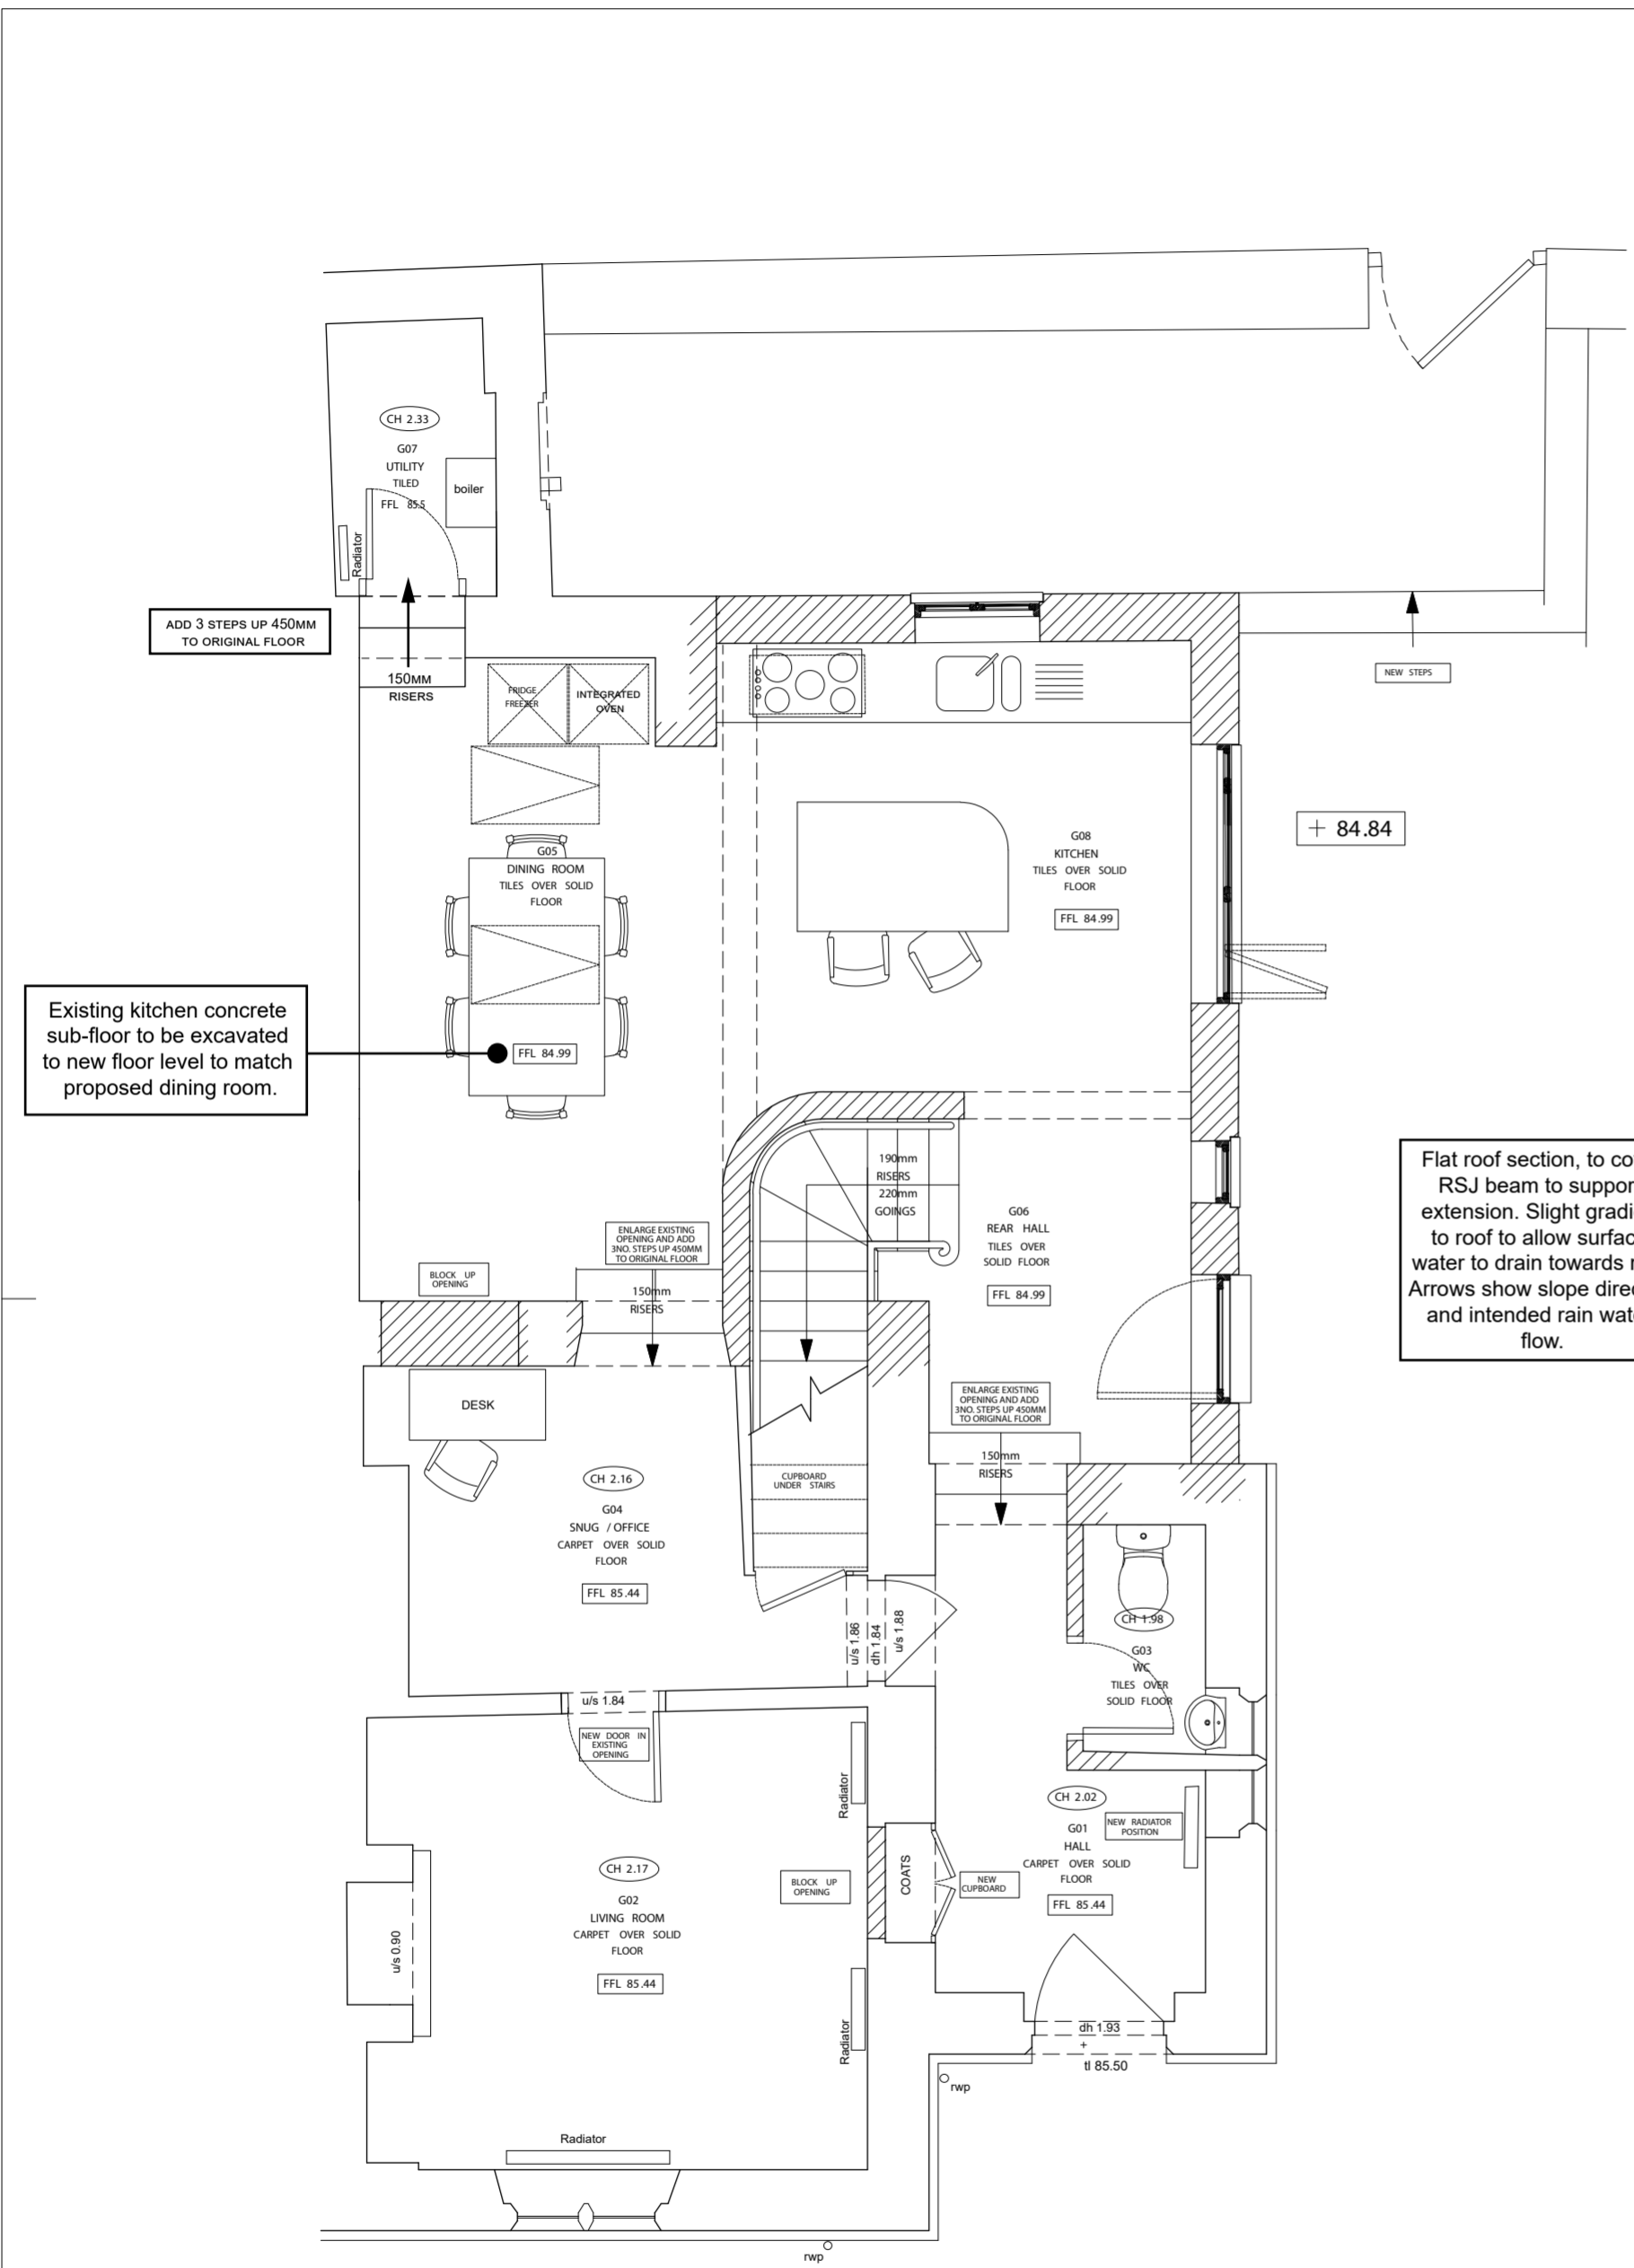 CH 2.33
G07
UTILITY
TILED
FFL 85.5
boiler
Radiator
ADD 3 STEPS UP 450MM
TO ORIGINAL FLOOR
150MM
RISERS
FRIDGE
FREEZER
INTEGRATED
OVEN
NEW STEPS
+ 84.84
G05
DINING ROOM
TILES OVER SOLID
FLOOR
FFL 84.99
G08
KITCHEN
TILES OVER SOLID
FLOOR
FFL 84.99
Existing kitchen concrete
sub-floor to be excavated
to new floor level to match
proposed dining room.
190mm
RISERS
220mm
GOINGS
G06
REAR HALL
TILES OVER
SOLID FLOOR
FFL 84.99
Flat roof section, to co
RSJ beam to suppor
extension. Slight gradi
to roof to allow surfac
water to drain towards r
Arrows show slope direc
and intended rain wat
flow.
ENLARGE EXISTING
OPENING AND ADD
3NO. STEPS UP 450MM
TO ORIGINAL FLOOR
BLOCK UP
OPENING
150mm
RISERS
DESK
ENLARGE EXISTING
OPENING AND ADD
3NO. STEPS UP 450MM
TO ORIGINAL FLOOR
150mm
RISERS
CUPBOARD
UNDER STAIRS
CH 2.16
G04
SNUG / OFFICE
CARPET OVER SOLID
FLOOR
FFL 85.44
u/s 1.86
dh 1.84
u/s 1.88
CH 1.98
G03
WC
TILES OVER
SOLID FLOOR
u/s 1.84
NEW DOOR IN
EXISTING
OPENING
Radiator
CH 2.02
G01
HALL
CARPET OVER SOLID
FLOOR
FFL 85.44
NEW RADIATOR
POSITION
CH 2.17
G02
LIVING ROOM
CARPET OVER SOLID
FLOOR
FFL 85.44
BLOCK UP
OPENING
COATS
NEW
CUPBOARD
u/s 0.90
Radiator
dh 1.93
+
tl 85.50
rwp
Radiator
rwp